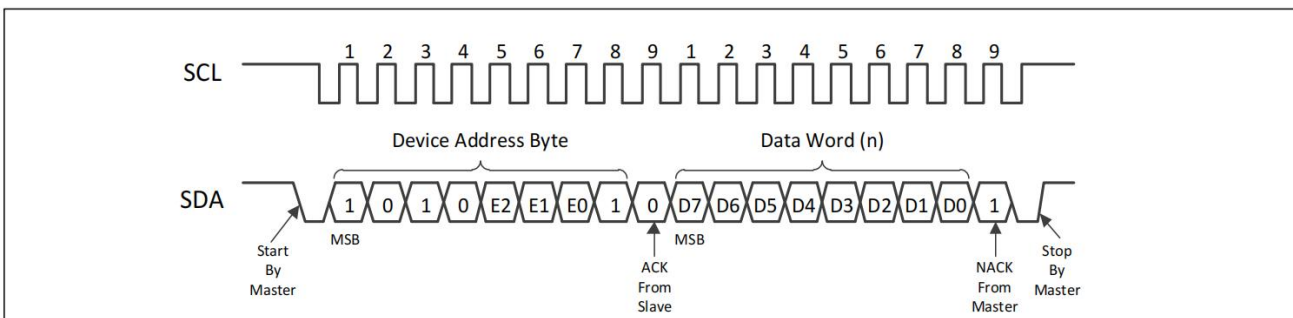 1 2 3 4 5 6 7 8 9 1 2 3 4 5 6 7 8 9
SCL
Device Address Byte Data Word (n)
SDA
1 0 1 0 E2 E1 E0 1 0 D7 D6 D5 D4 D3 D2 D1 D0 1
MSB MSB
Start
By
Master
ACK
From
Slave
NACK
From
Master
Stop
By
Master